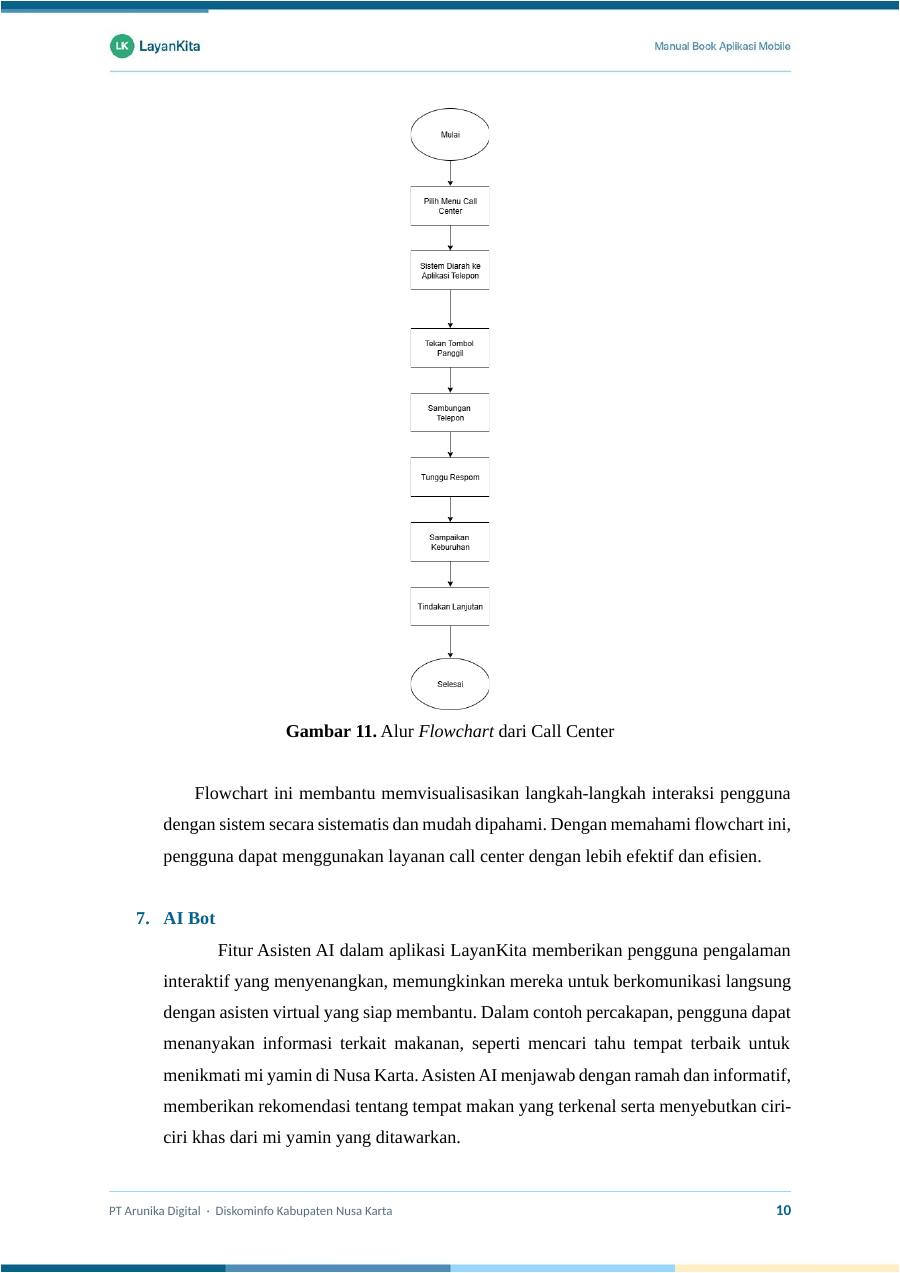 LK LayanKita
Manual Book Aplikasi Mobile
Mulai
Pilih Menu Call
Center
Sistem Diarah ke
Aplikasi Telepon
Tekan Tombol
Panggil
Sambungan
Telepon
Tunggu Respom
Sampaikan
Keburuhan
Tindakan Lanjutan
Selesai
Gambar 11. Alur Flowchart dari Call Center
Flowchart ini membantu memvisualisasikan langkah-langkah interaksi pengguna
dengan sistem secara sistematis dan mudah dipahami. Dengan memahami flowchart ini,
pengguna dapat menggunakan layanan call center dengan lebih efektif dan efisien.
7. AI Bot
Fitur Asisten AI dalam aplikasi LayanKita memberikan pengguna pengalaman
interaktif yang menyenangkan, memungkinkan mereka untuk berkomunikasi langsung
dengan asisten virtual yang siap membantu. Dalam contoh percakapan, pengguna dapat
menanyakan informasi terkait makanan, seperti mencari tahu tempat terbaik untuk
menikmati mi yamin di Nusa Karta. Asisten AI menjawab dengan ramah dan informatif,
memberikan rekomendasi tentang tempat makan yang terkenal serta menyebutkan ciri-
ciri khas dari mi yamin yang ditawarkan.
PT Arunika Digital · Diskominfo Kabupaten Nusa Karta
10